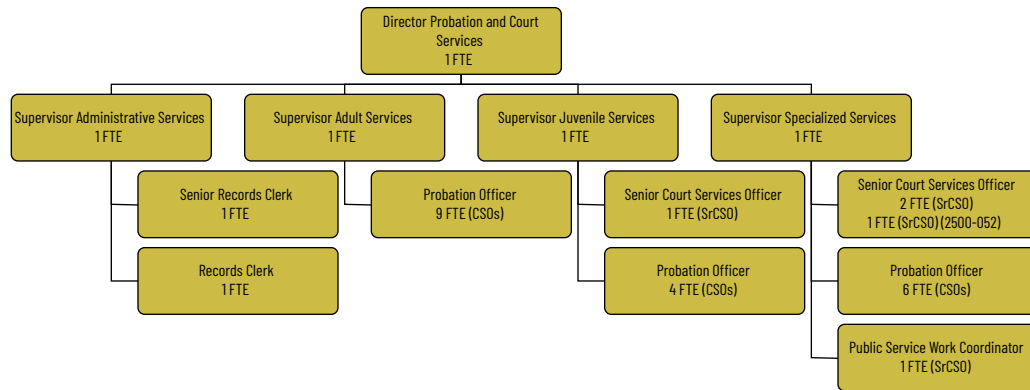 Director Probation and Court
Services
1 FTE
Supervisor Administrative Services
1 FTE
Supervisor Adult Services
1 FTE
Supervisor Juvenile Services
1 FTE
Supervisor Specialized Services
1 FTE
Senior Records Clerk
1 FTE
Records Clerk
1 FTE
Probation Officer
9 FTE (CSOs)
Senior Court Services Officer
1 FTE (SrCSO)
Probation Officer
4 FTE (CSOs)
Senior Court Services Officer
2 FTE (SrCSO)
1 FTE (SrCSO) (2500-052)
Probation Officer
6 FTE (CSOs)
Public Service Work Coordinator
1 FTE (SrCSO)